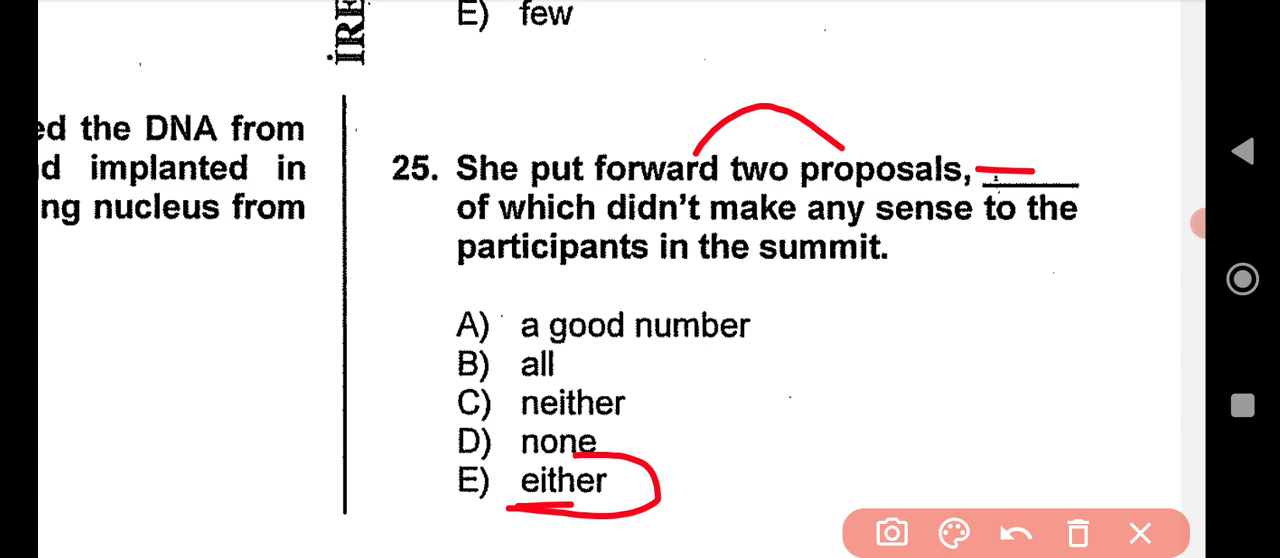 E) few
İRE
ed the DNA from
d implanted in
ng nucleus from
25. She put forward two proposals, ______
of which didn't make any sense to the
participants in the summit.
A) a good number
B) all
C) neither
D) none
E) either